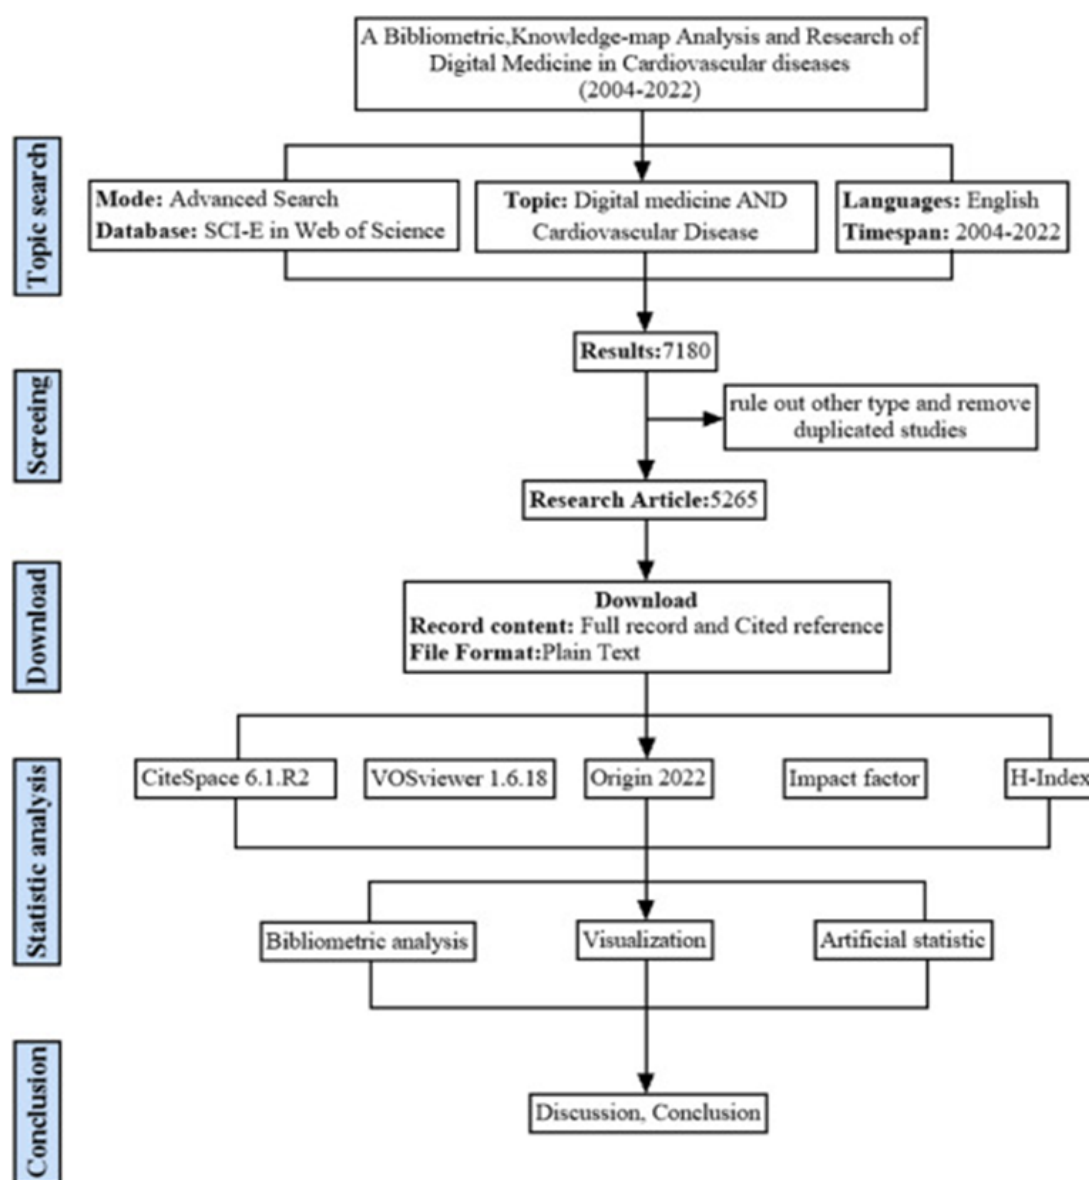 A Bibliometric,Knowledge-map Analysis and Research of
Digital Medicine in Cardiovascular diseases
(2004-2022)
Topic search
Mode: Advanced Search
Database: SCI-E in Web of Science
Topic: Digital medicine AND
Cardiovascular Disease
Languages: English
Timespan: 2004-2022
Results:7180
Screeing
rule out other type and remove
duplicated studies
Research Article:5265
Download
Download
Record content: Full record and Cited reference
File Format:Plain Text
Statistic analysis
CiteSpace 6.1.R2
VOSviewer 1.6.18
Origin 2022
Impact factor
H-Index
Bibliometric analysis
Visualization
Artificial statistic
Conclusion
Discussion, Conclusion